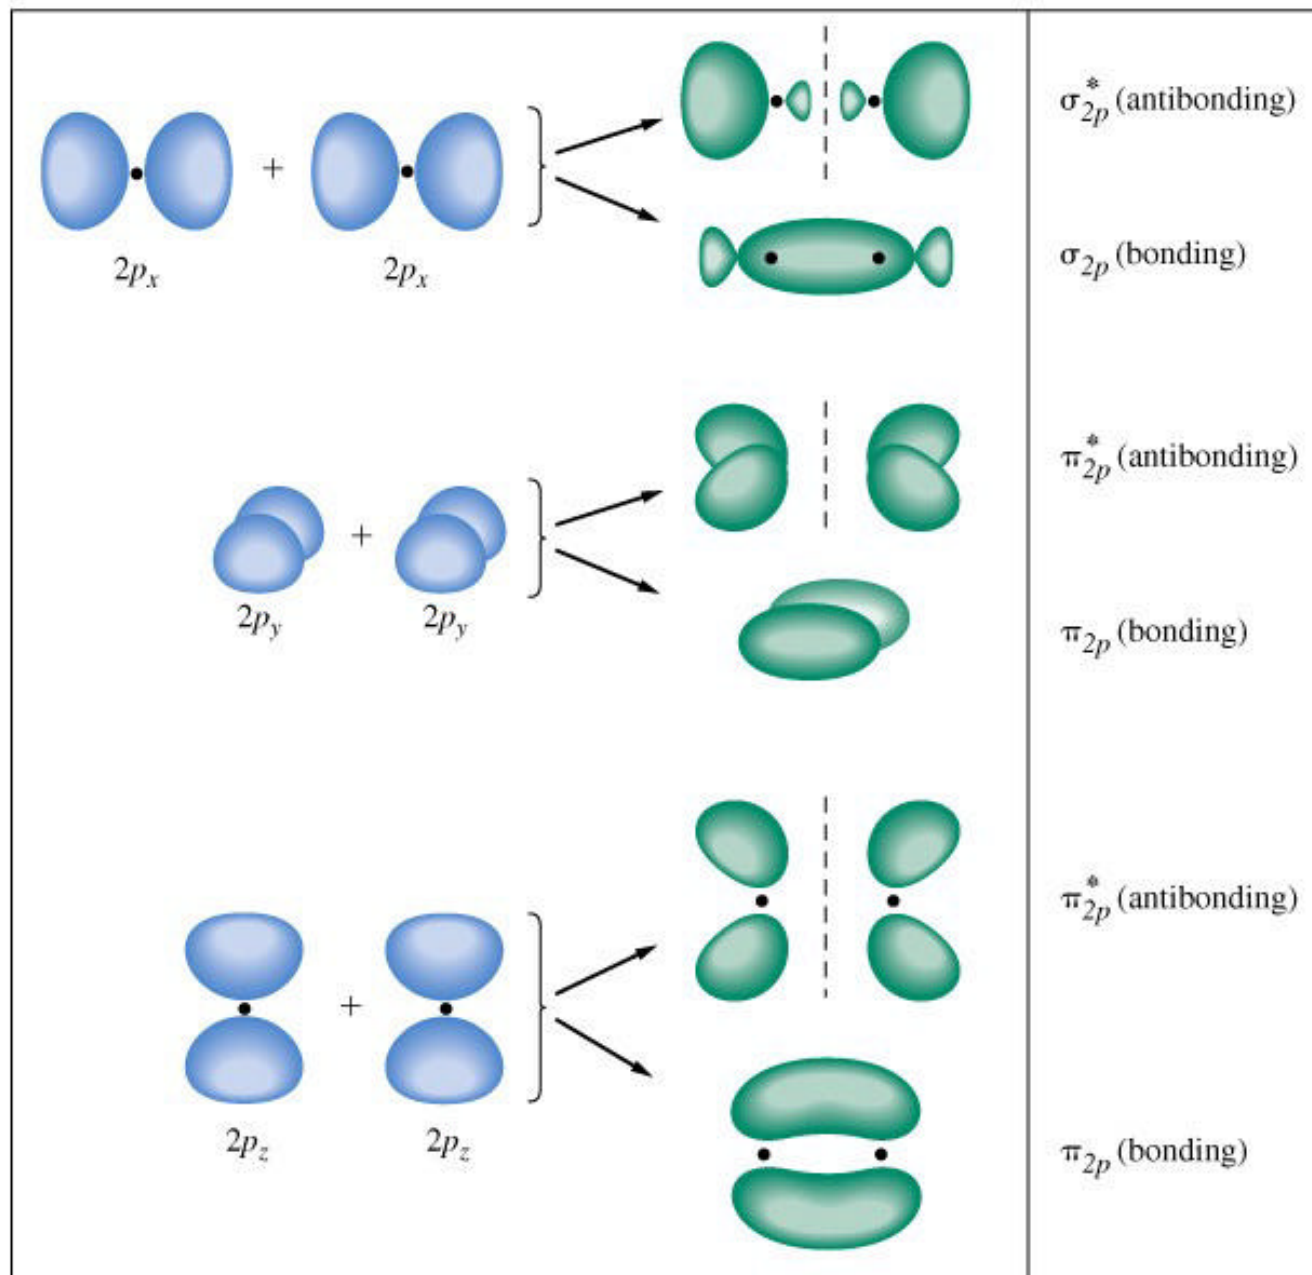 σ*2p (antibonding)
+
2px 2px
σ2p (bonding)
π*2p (antibonding)
+
2py 2py
π2p (bonding)
π*2p (antibonding)
+
2pz 2pz
π2p (bonding)